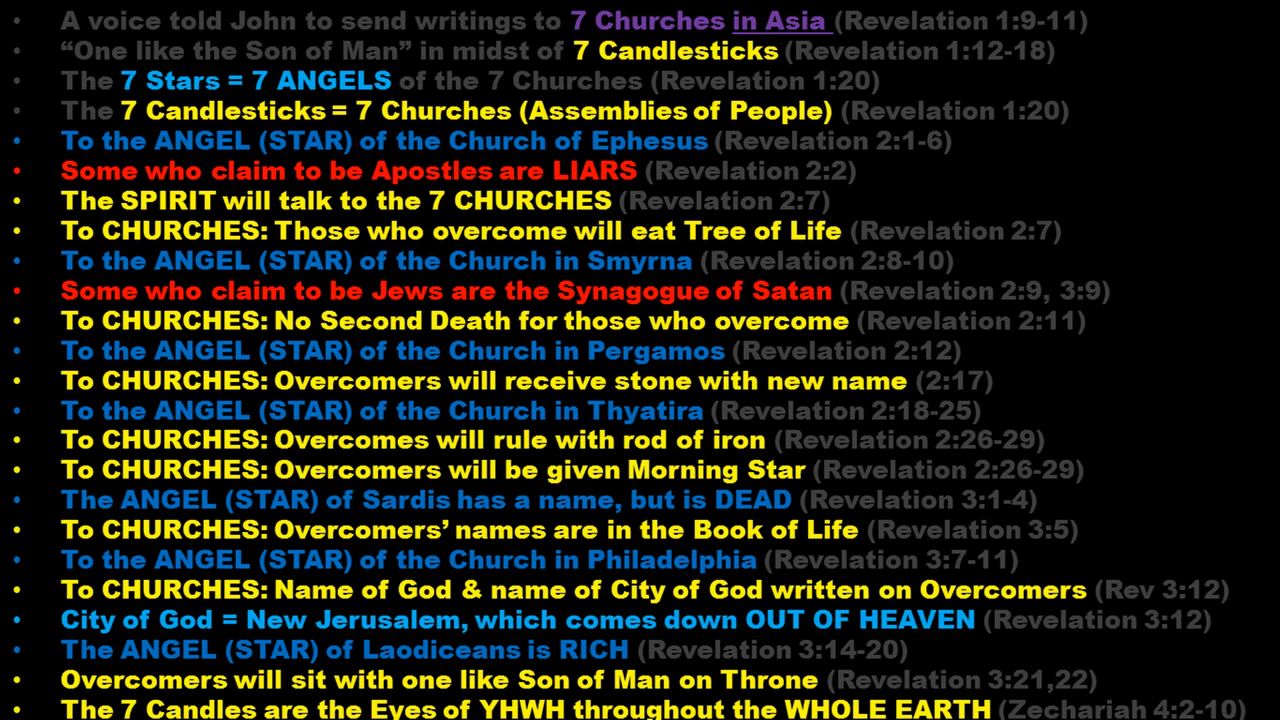 • A voice told John to send writings to 7 Churches in Asia (Revelation 1:9-11)
• “One like the Son of Man” in midst of 7 Candlesticks (Revelation 1:12-18)
• The 7 Stars = 7 ANGELS of the 7 Churches (Revelation 1:20)
• The 7 Candlesticks = 7 Churches (Assemblies of People) (Revelation 1:20)
• To the ANGEL (STAR) of the Church of Ephesus (Revelation 2:1-6)
• Some who claim to be Apostles are LIARS (Revelation 2:2)
• The SPIRIT will talk to the 7 CHURCHES (Revelation 2:7)
• To CHURCHES: Those who overcome will eat Tree of Life (Revelation 2:7)
• To the ANGEL (STAR) of the Church in Smyrna (Revelation 2:8-10)
• Some who claim to be Jews are the Synagogue of Satan (Revelation 2:9, 3:9)
• To CHURCHES: No Second Death for those who overcome (Revelation 2:11)
• To the ANGEL (STAR) of the Church in Pergamos (Revelation 2:12)
• To CHURCHES: Overcomers will receive stone with new name (2:17)
• To the ANGEL (STAR) of the Church in Thyatira (Revelation 2:18-25)
• To CHURCHES: Overcomes will rule with rod of iron (Revelation 2:26-29)
• To CHURCHES: Overcomers will be given Morning Star (Revelation 2:26-29)
• The ANGEL (STAR) of Sardis has a name, but is DEAD (Revelation 3:1-4)
• To CHURCHES: Overcomers’ names are in the Book of Life (Revelation 3:5)
• To the ANGEL (STAR) of the Church in Philadelphia (Revelation 3:7-11)
• To CHURCHES: Name of God & name of City of God written on Overcomers (Rev 3:12)
• City of God = New Jerusalem, which comes down OUT OF HEAVEN (Revelation 3:12)
• The ANGEL (STAR) of Laodiceans is RICH (Revelation 3:14-20)
• Overcomers will sit with one like Son of Man on Throne (Revelation 3:21,22)
• The 7 Candles are the Eyes of YHWH throughout the WHOLE EARTH (Zechariah 4:2-10)